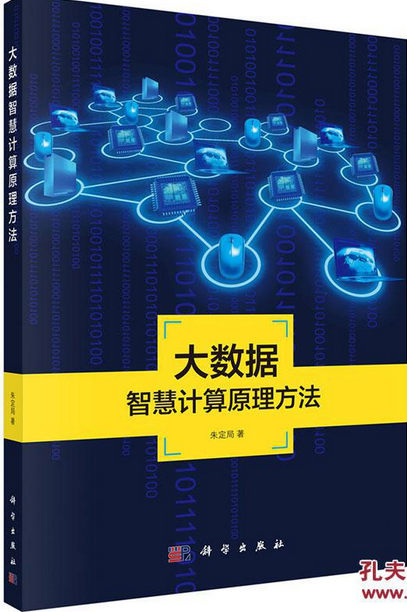 大数据智慧计算原理方法
朱定局 著
科学出版社
大数据
智慧计算原理方法
朱定局 著
科学出版社
孔夫